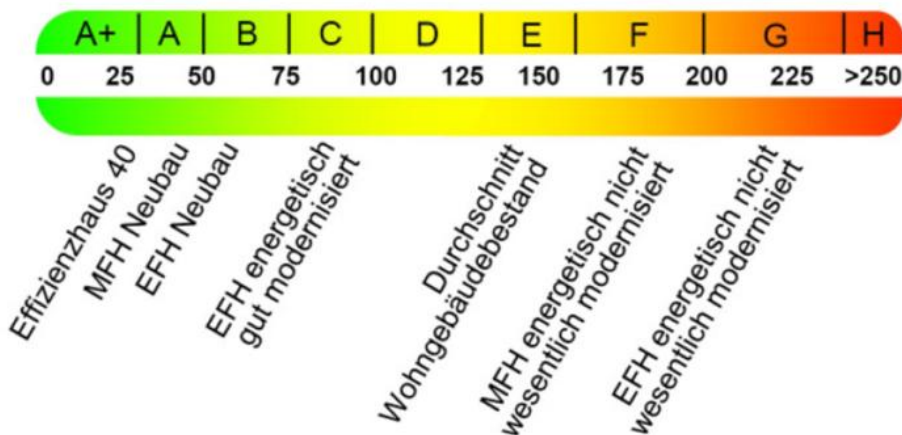 A+ A B C D E F G H
0 25 50 75 100 125 150 175 200 225 >250
Effizienzhaus 40
MFH Neubau
EFH Neubau
EFH energetisch
gut modernisiert
Durchschnitt
Wohngebäudebestand
MFH energetisch nicht
wesentlich modernisiert
EFH energetisch nicht
wesentlich modernisiert